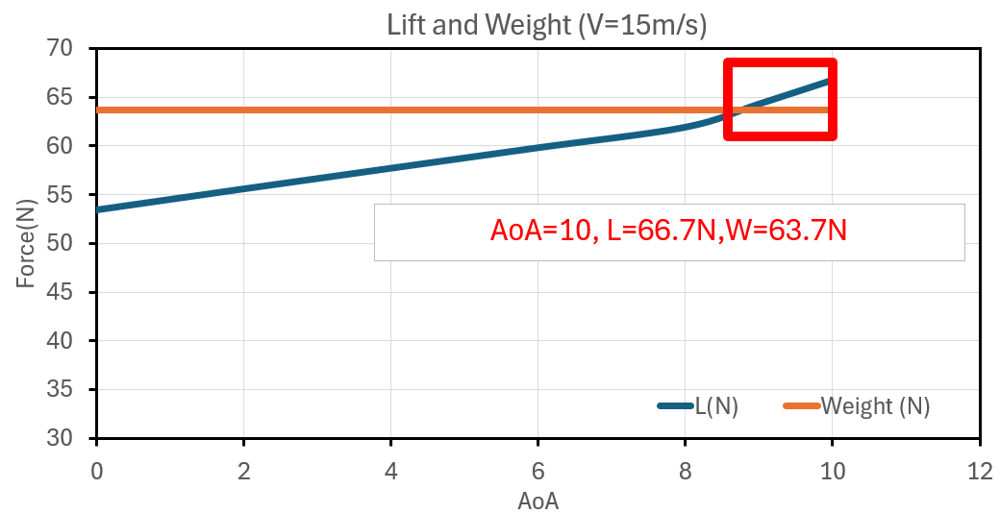 Lift and Weight (V=15m/s)
70
65
60
55
50
45
40
35
30
Force(N)
AoA=10, L=66.7N,W=63.7N
L(N)
Weight (N)
0 2 4 6 8 10 12
AoA